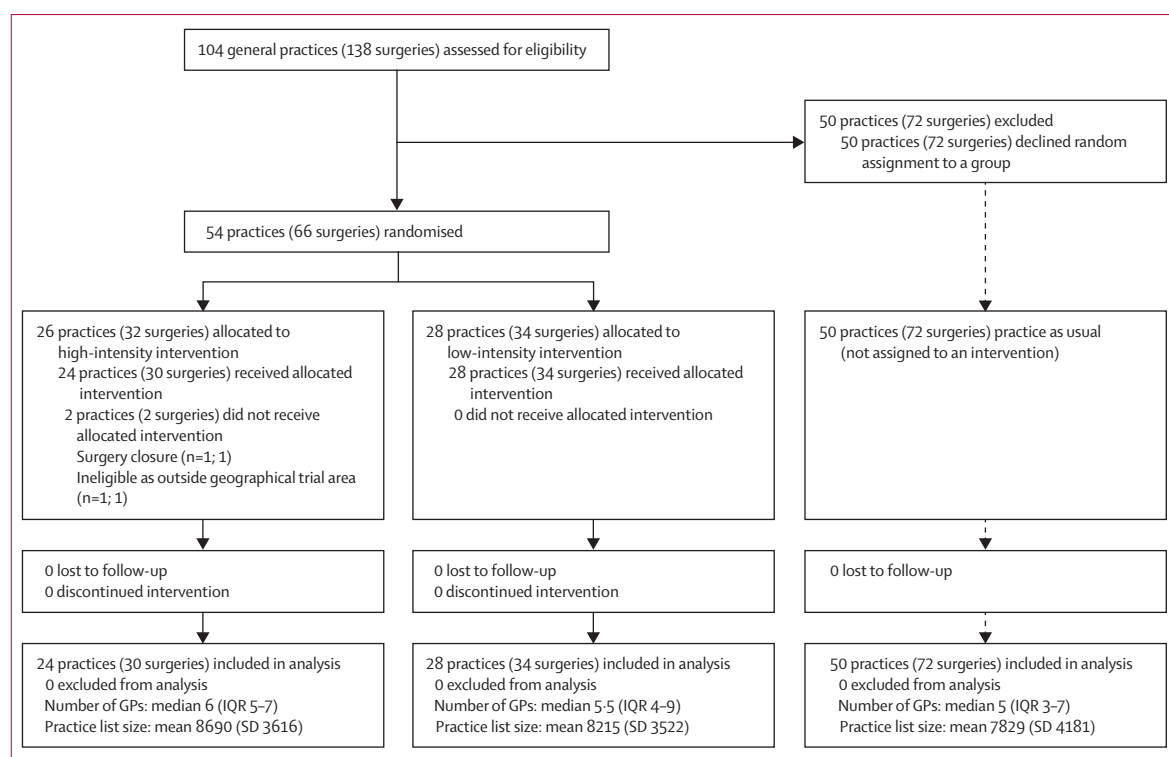 104 general practices (138 surgeries) assessed for eligibility
50 practices (72 surgeries) excluded
50 practices (72 surgeries) declined random
assignment to a group
54 practices (66 surgeries) randomised
26 practices (32 surgeries) allocated to
high-intensity intervention
24 practices (30 surgeries) received allocated
intervention
2 practices (2 surgeries) did not receive
allocated intervention
Surgery closure (n=1; 1)
Ineligible as outside geographical trial area
(n=1; 1)
28 practices (34 surgeries) allocated to
low-intensity intervention
28 practices (34 surgeries) received allocated
intervention
0 did not receive allocated intervention
50 practices (72 surgeries) practice as usual
(not assigned to an intervention)
0 lost to follow-up
0 discontinued intervention
0 lost to follow-up
0 discontinued intervention
0 lost to follow-up
24 practices (30 surgeries) included in analysis
0 excluded from analysis
Number of GPs: median 6 (IQR 5–7)
Practice list size: mean 8690 (SD 3616)
28 practices (34 surgeries) included in analysis
0 excluded from analysis
Number of GPs: median 5·5 (IQR 4–9)
Practice list size: mean 8215 (SD 3522)
50 practices (72 surgeries) included in analysis
0 excluded from analysis
Number of GPs: median 5 (IQR 3–7)
Practice list size: mean 7829 (SD 4181)